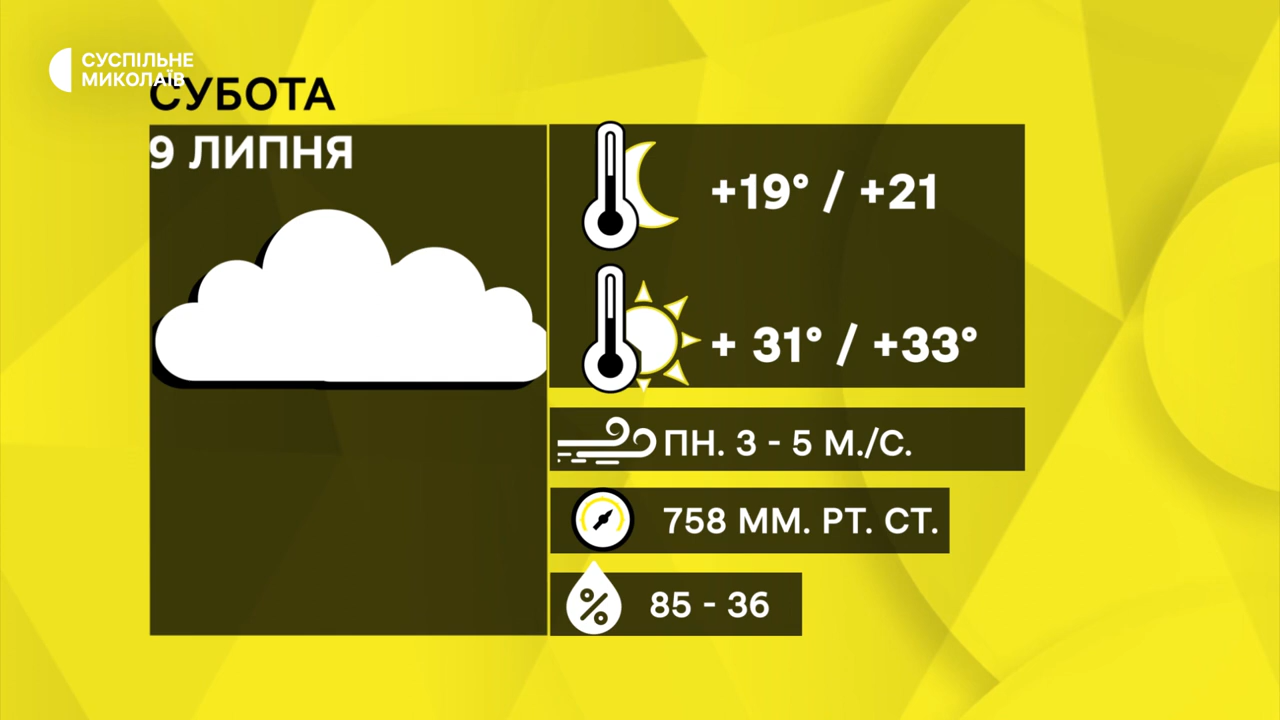 СУСПІЛЬНЕ
МИКОЛАЇВ
СУБОТА
9 ЛИПНЯ
+19° / +21
+ 31° / +33°
ПН. 3 - 5 М./С.
758 ММ. РТ. СТ.
% 85 - 36